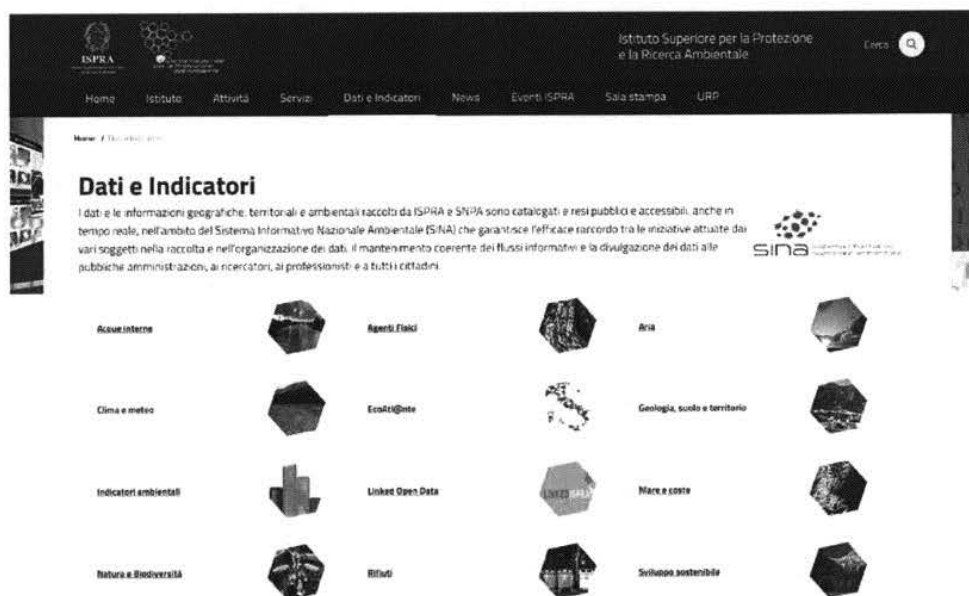 ISPRA
Istituto Superiore per la Protezione
e la Ricerca Ambientale
Cerca
Home Istituto Attività Servizi Dati e Indicatori News Eventi ISPRA Sala stampa URP
Home /
Dati e Indicatori
I dati e le informazioni geografiche, territoriali e ambientali raccolti da ISPRA e SNPA sono catalogati e resi pubblici e accessibili, anche in
tempo reale, nell'ambito del Sistema Informativo Nazionale Ambientale (SINA) che garantisce l'efficace raccordo tra le iniziative attuate dai
vari soggetti nella raccolta e nell'organizzazione dei dati, il mantenimento coerente dei flussi informativi e la divulgazione dei dati alle
pubbliche amministrazioni, ai ricercatori, ai professionisti e a tutti i cittadini.
sina
Acque interne Agenti Fisici Aria
Clima e meteo EcoAtl@nte Geologia, suolo e territorio
Indicatori ambientali Linked Open Data LINKED ISPRA Mare e coste
Natura e Biodiversità Rifiuti Sviluppo sostenibile